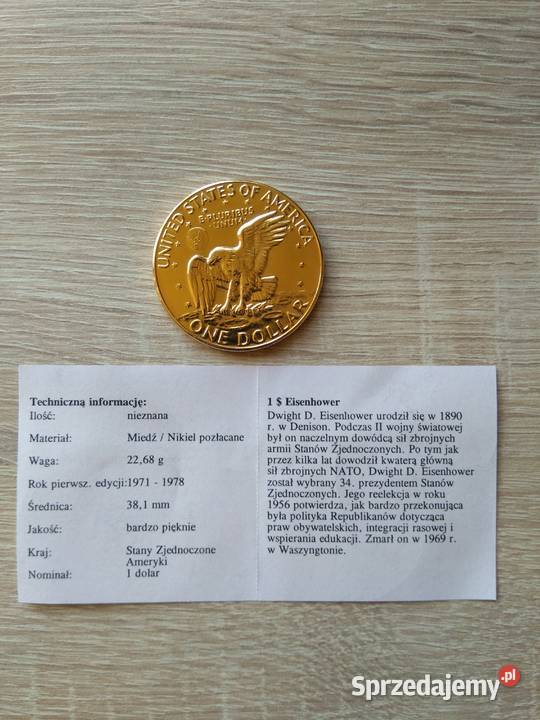 UNITED STATES OF AMERICA
E PLURIBUS
UNUM
ONE DOLLAR
Techniczną informację:
Ilość: nieznana
Materiał: Miedź / Nikiel pozłacane
Waga: 22,68 g
Rok pierwsz. edycji:1971 - 1978
Średnica: 38,1 mm
Jakość: bardzo pięknie
Kraj: Stany Zjednoczone
Ameryki
Nominał: 1 dolar
1 $ Eisenhower
Dwight D. Eisenhower urodził się w 1890
r. w Denison. Podczas II wojny światowej
był on naczelnym dowódcą sił zbrojnych
armii Stanów Zjednoczonych. Po tym jak
przez kilka lat dowodził kwaterą główną
sił zbrojnych NATO, Dwight D. Eisenhower
został wybrany 34. prezydentem Stanów
Zjednoczonych. Jego reelekcja w roku
1956 potwierdza, jak bardzo przekonująca
była polityka Republikanów dotycząca
praw obywatelskich, integracji rasowej i
wspierania edukacji. Zmarł on w 1969 r.
w Waszyngtonie.
Sprzedajemy.pl